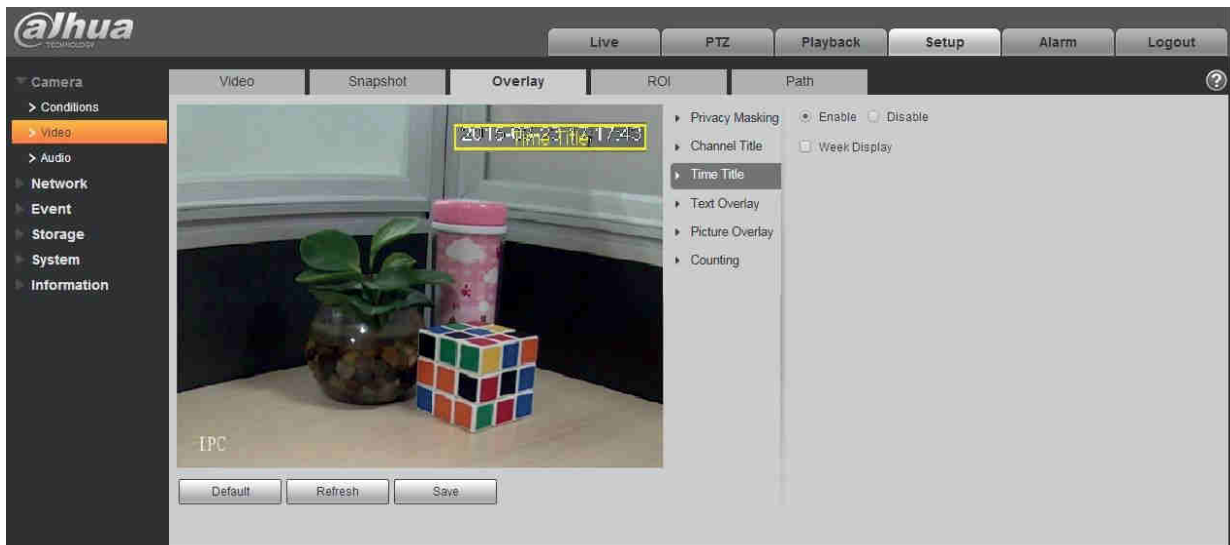 alhua
TECHNOLOGY
Live PTZ Playback Setup Alarm Logout
Camera
Conditions
Video
Audio
Network
Event
Storage
System
Information
Video Snapshot Overlay ROI Path
Time Title
IPC
Privacy Masking
Channel Title
Time Title
Text Overlay
Picture Overlay
Counting
Enable Disable
Week Display
Default Refresh Save